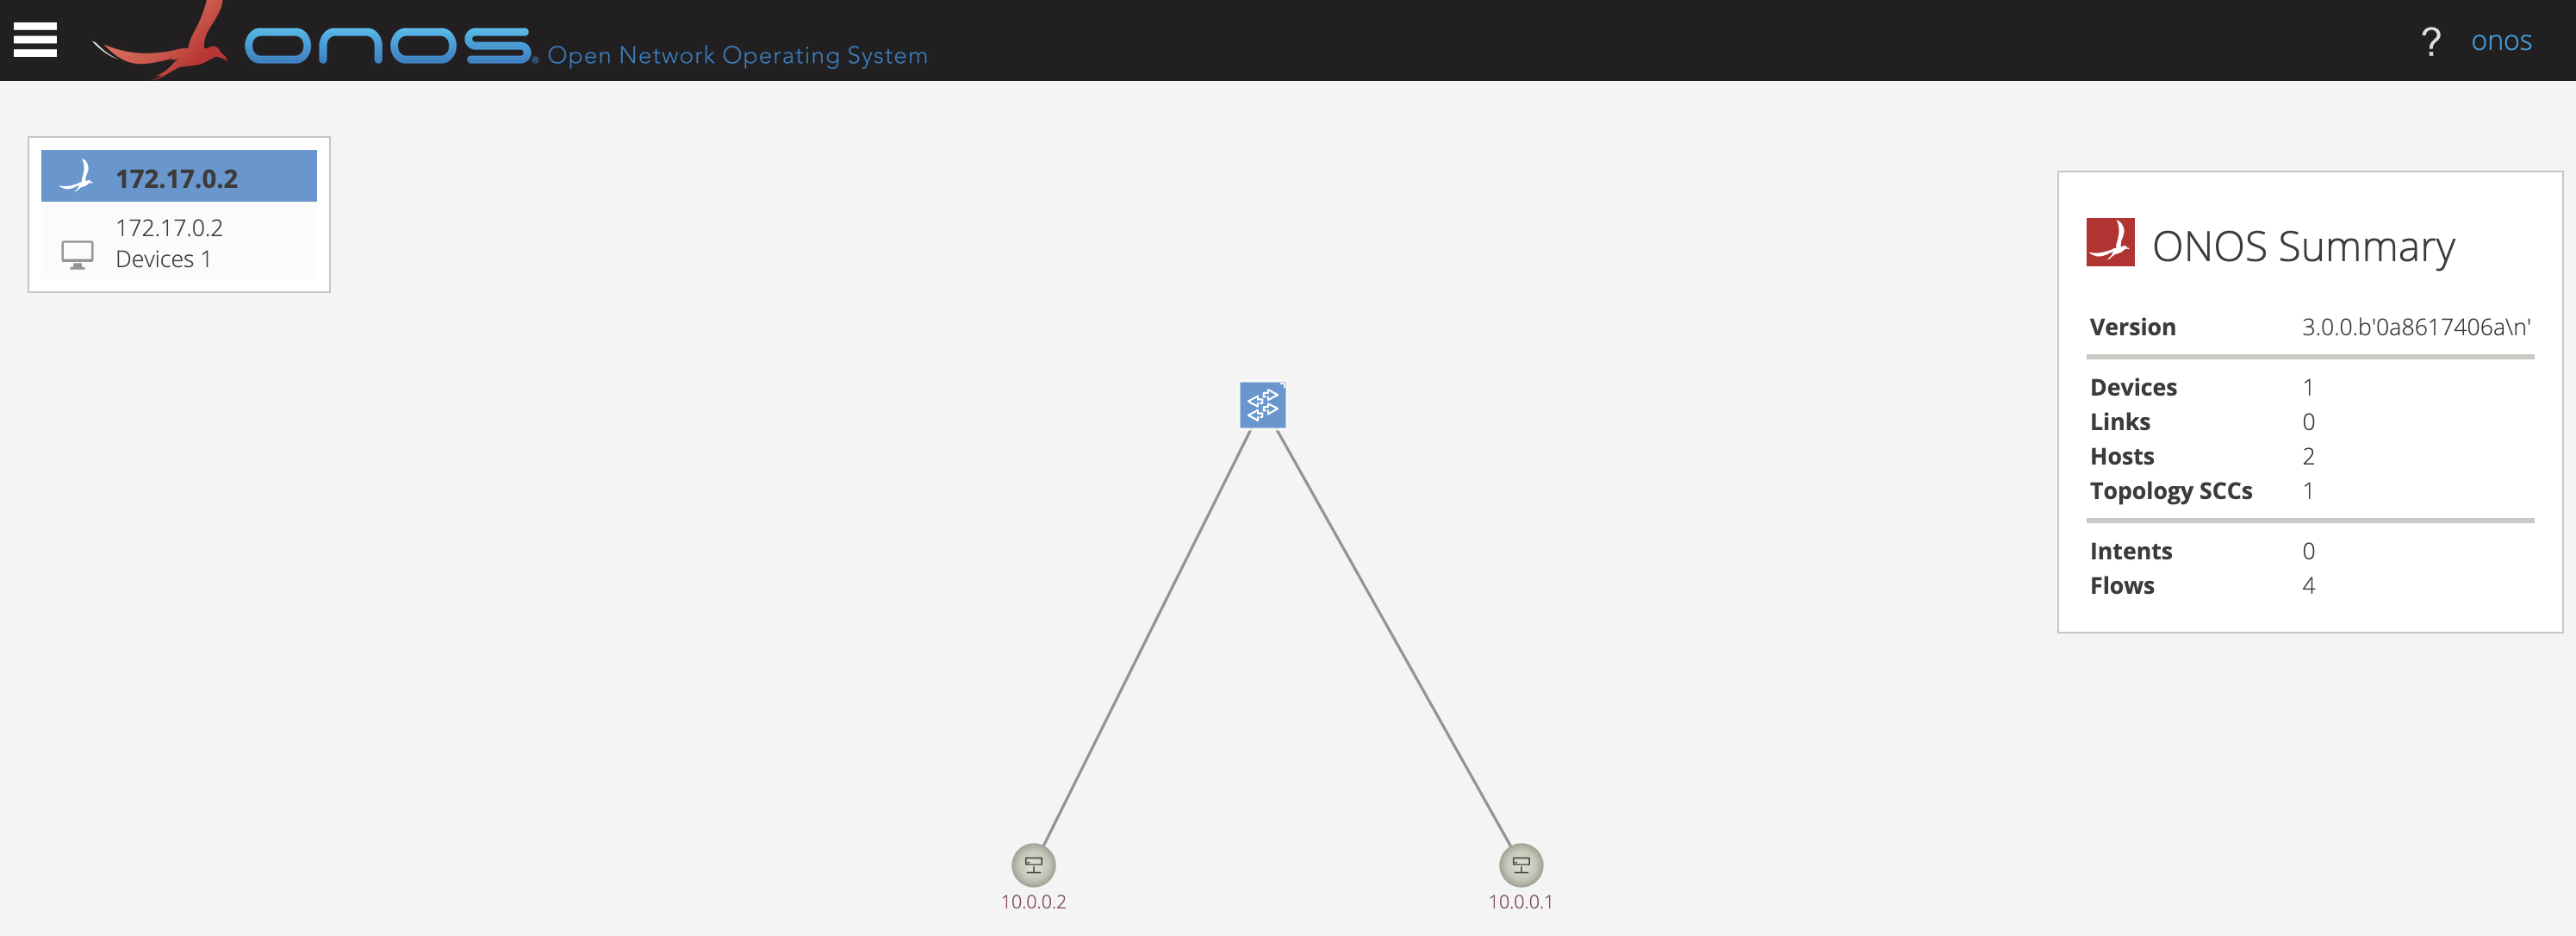 onos® Open Network Operating System
? onos
172.17.0.2
172.17.0.2
Devices 1
ONOS Summary
Version 3.0.0.b'0a8617406a\n'
Devices 1
Links 0
Hosts 2
Topology SCCs 1
Intents 0
Flows 4
10.0.0.2
10.0.0.1